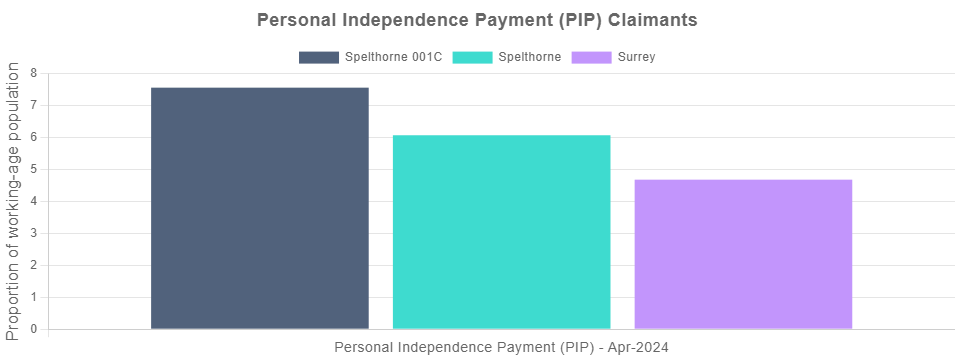 Personal Independence Payment (PIP) Claimants
Spelthorne 001C Spelthorne Surrey
Proportion of working-age population
8
7
6
5
4
3
2
1
0
Personal Independence Payment (PIP) - Apr-2024